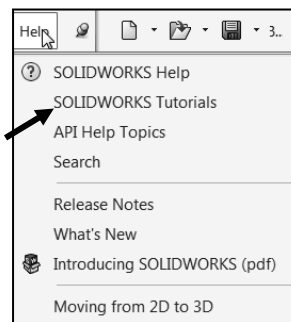 Help 3..
SOLIDWORKS Help
SOLIDWORKS Tutorials
API Help Topics
Search
Release Notes
What's New
Introducing SOLIDWORKS (pdf)
Moving from 2D to 3D